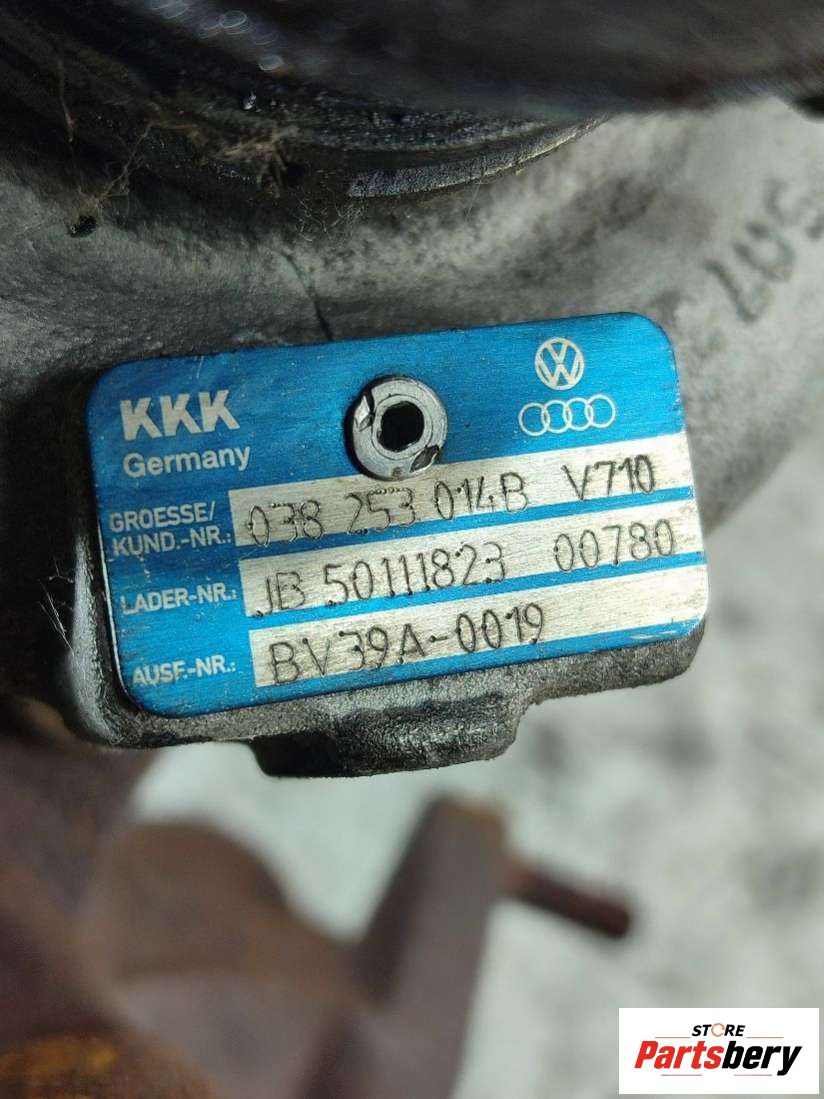 KKK
Germany
GROESSE/
KUND.-NR.: 038 253 014B V710
LADER-NR.: JB 50111823 00780
AUSF.-NR.: BV39A-0019
STORE
Partsbery